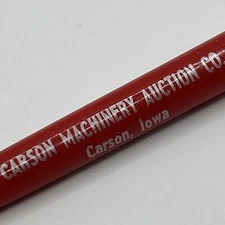 CARSON MACHINERY AUCTION CO.
Carson, Iowa